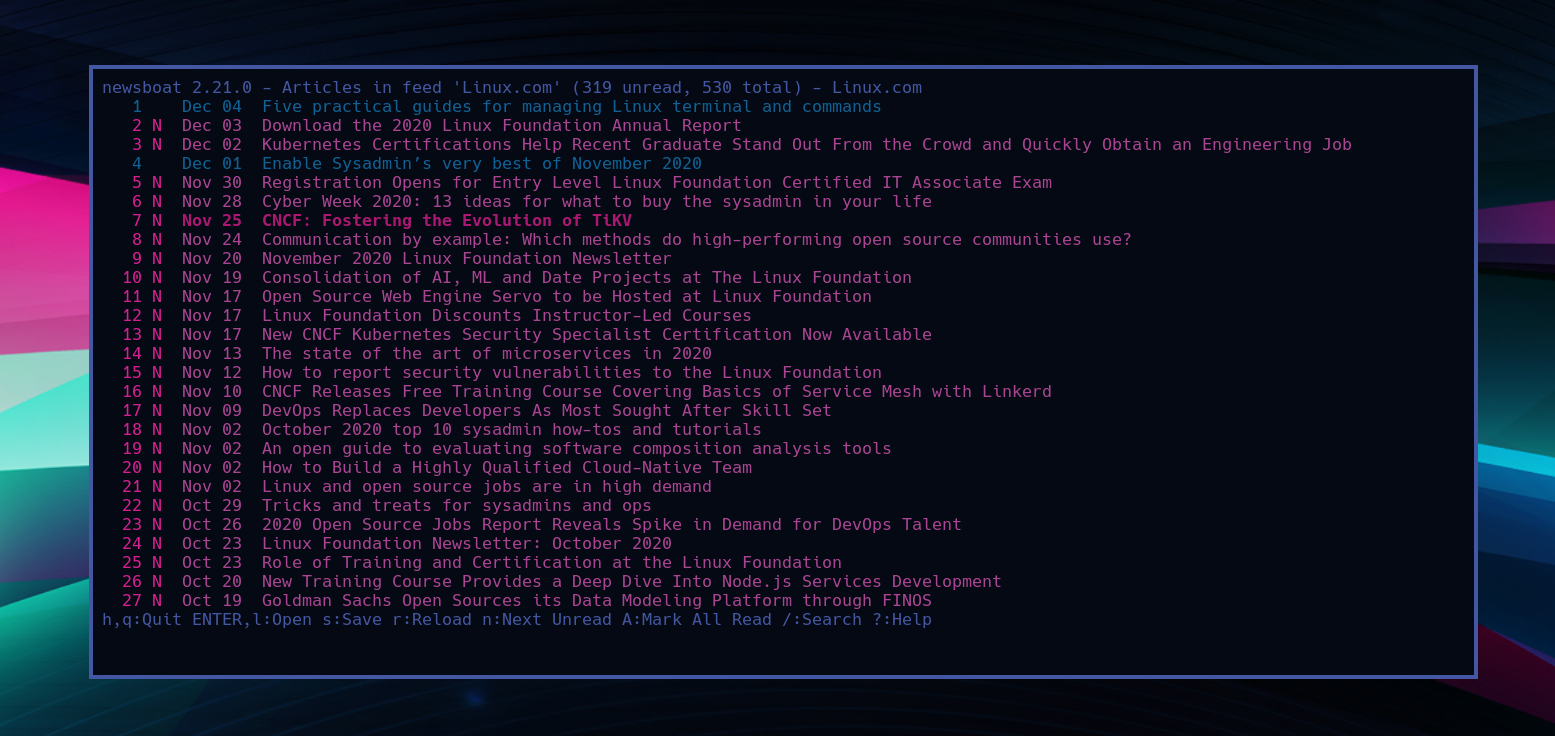 newsboat 2.21.0 - Articles in feed 'Linux.com' (319 unread, 530 total) - Linux.com
1 Dec 04 Five practical guides for managing Linux terminal and commands
2 N Dec 03 Download the 2020 Linux Foundation Annual Report
3 N Dec 02 Kubernetes Certifications Help Recent Graduate Stand Out From the Crowd and Quickly Obtain an Engineering Job
4 Dec 01 Enable Sysadmin’s very best of November 2020
5 N Nov 30 Registration Opens for Entry Level Linux Foundation Certified IT Associate Exam
6 N Nov 28 Cyber Week 2020: 13 ideas for what to buy the sysadmin in your life
7 N Nov 25 CNCF: Fostering the Evolution of TiKV
8 N Nov 24 Communication by example: Which methods do high-performing open source communities use?
9 N Nov 20 November 2020 Linux Foundation Newsletter
10 N Nov 19 Consolidation of AI, ML and Date Projects at The Linux Foundation
11 N Nov 17 Open Source Web Engine Servo to be Hosted at Linux Foundation
12 N Nov 17 Linux Foundation Discounts Instructor-Led Courses
13 N Nov 17 New CNCF Kubernetes Security Specialist Certification Now Available
14 N Nov 13 The state of the art of microservices in 2020
15 N Nov 12 How to report security vulnerabilities to the Linux Foundation
16 N Nov 10 CNCF Releases Free Training Course Covering Basics of Service Mesh with Linkerd
17 N Nov 09 DevOps Replaces Developers As Most Sought After Skill Set
18 N Nov 02 October 2020 top 10 sysadmin how-tos and tutorials
19 N Nov 02 An open guide to evaluating software composition analysis tools
20 N Nov 02 How to Build a Highly Qualified Cloud-Native Team
21 N Nov 02 Linux and open source jobs are in high demand
22 N Oct 29 Tricks and treats for sysadmins and ops
23 N Oct 26 2020 Open Source Jobs Report Reveals Spike in Demand for DevOps Talent
24 N Oct 23 Linux Foundation Newsletter: October 2020
25 N Oct 23 Role of Training and Certification at the Linux Foundation
26 N Oct 20 New Training Course Provides a Deep Dive Into Node.js Services Development
27 N Oct 19 Goldman Sachs Open Sources its Data Modeling Platform through FINOS
h,q:Quit ENTER,l:Open s:Save r:Reload n:Next Unread A:Mark All Read /:Search ?:Help